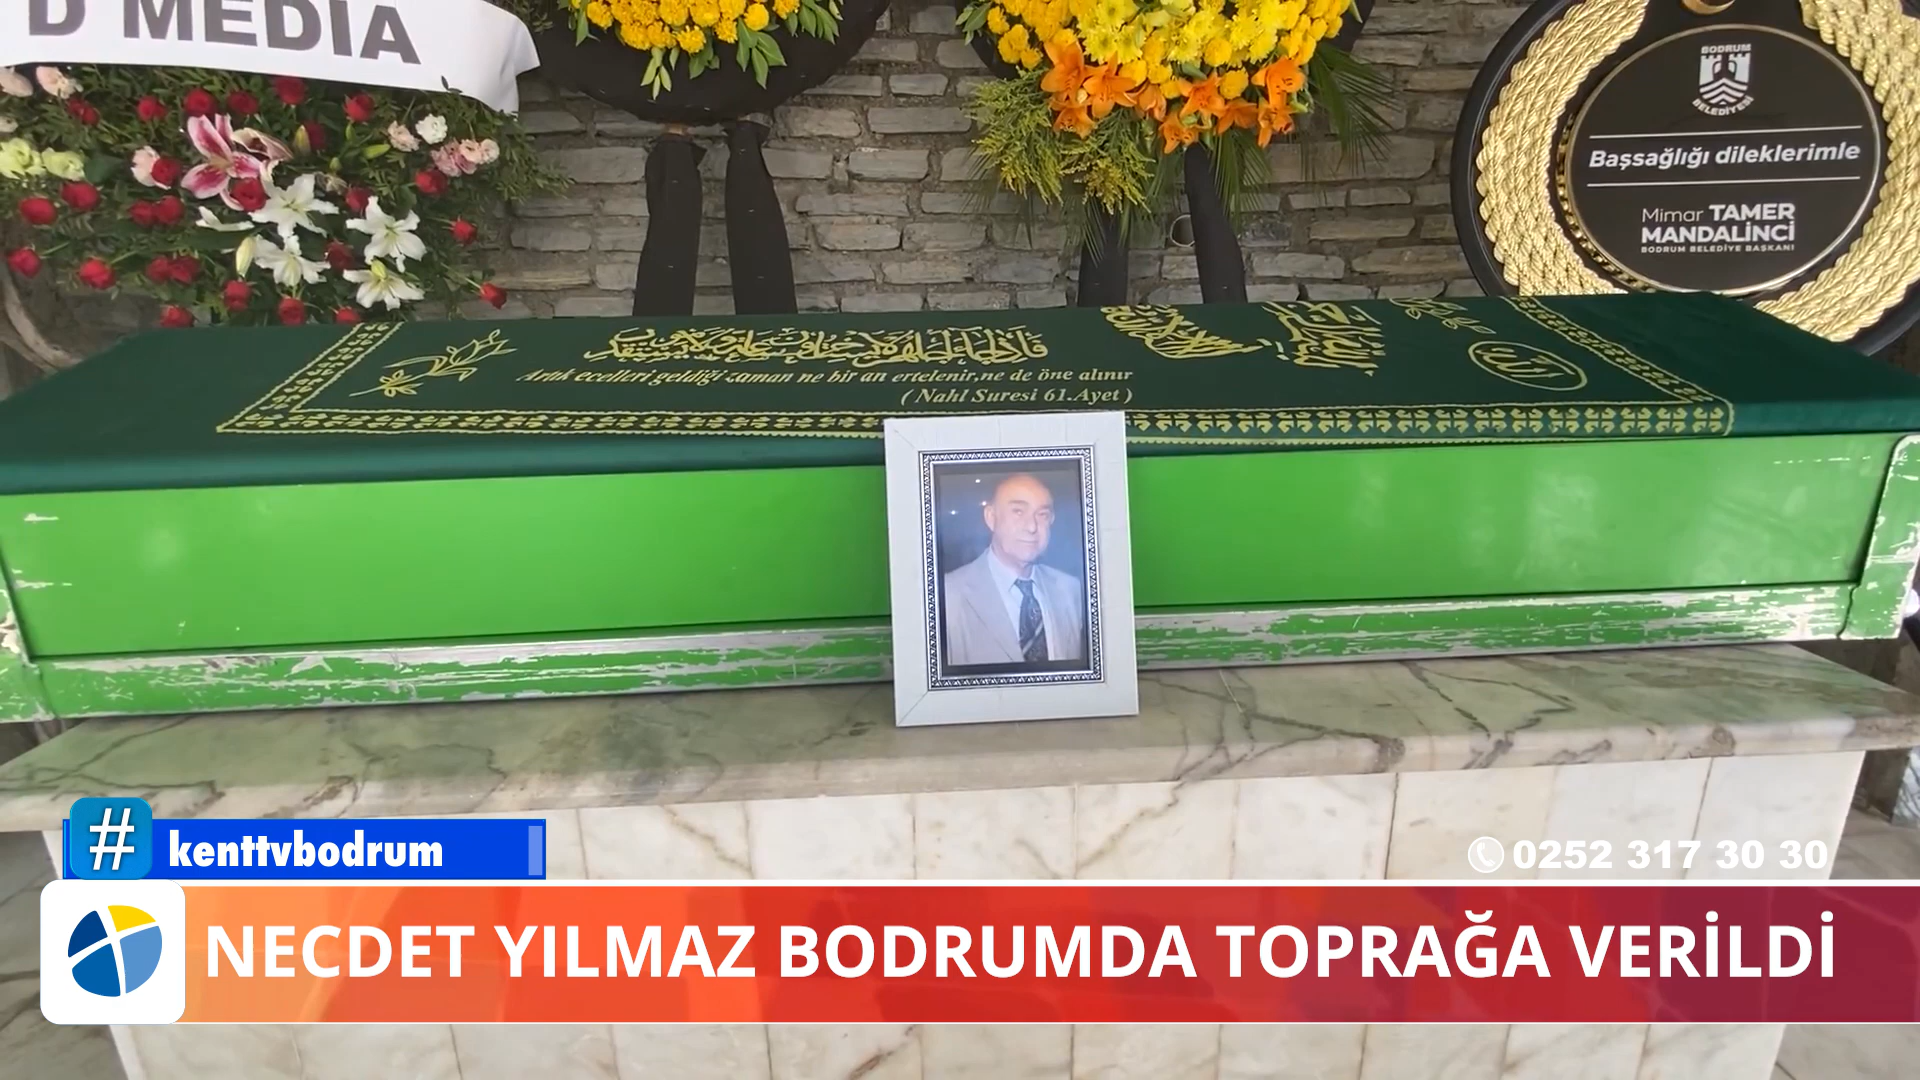 D MEDIA
BODRUM
BELEDİYESİ
Başsağlığı dileklerimle
Mimar TAMER
MANDALİNCİ
BODRUM BELEDİYE BAŞKANI
Artık ecelleri geldiği zaman ne bir an ertelenir, ne de öne alınır
( Nahl Suresi 61.Ayet )
#
kenttvbodrum
0252 317 30 30
NECDET YILMAZ BODRUMDA TOPRAĞA VERİLDİ